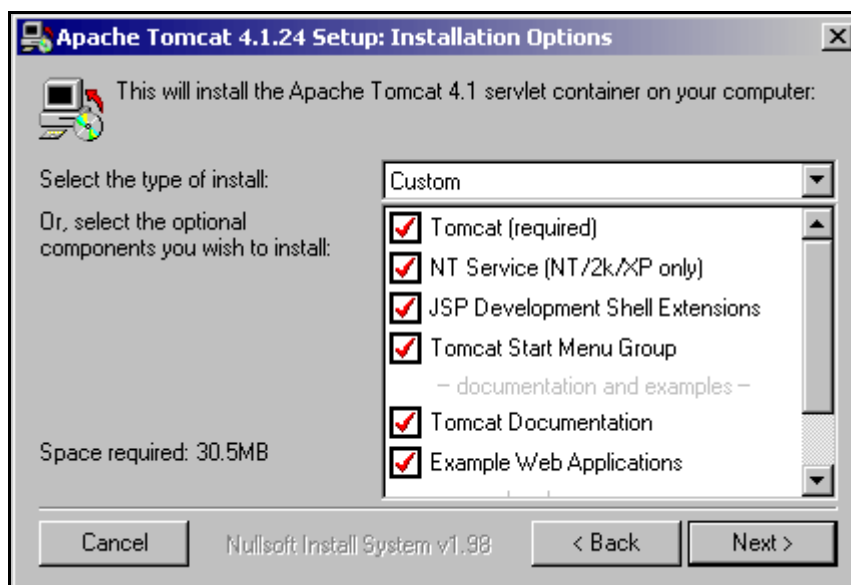 Apache Tomcat 4.1.24 Setup: Installation Options
This will install the Apache Tomcat 4.1 servlet container on your computer:
Select the type of install:
Custom
Or, select the optional
components you wish to install:
Tomcat (required)
NT Service (NT/2k/XP only)
JSP Development Shell Extensions
Tomcat Start Menu Group
– documentation and examples –
Tomcat Documentation
Example Web Applications
Space required: 30.5MB
Cancel
Nullsoft Install System v1.98
< Back
Next >